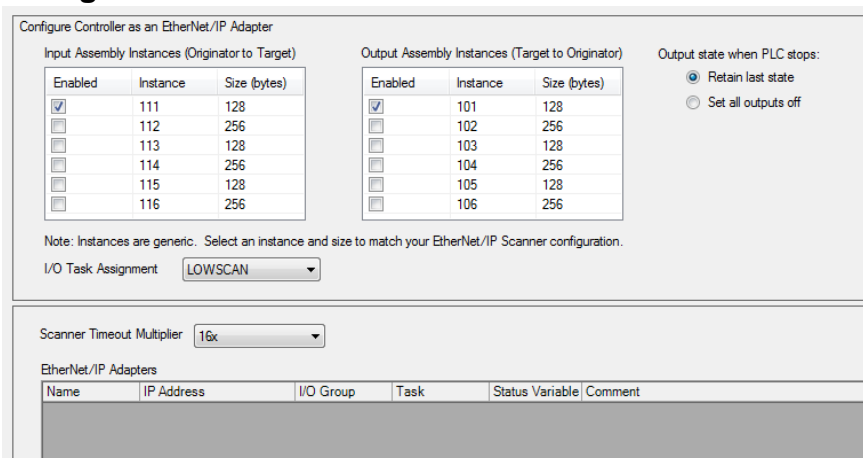 Configure Controller as an EtherNet/IP Adapter
Input Assembly Instances (Originator to Target)
Enabled Instance Size (bytes)
111 128
112 256
113 128
114 256
115 128
116 256
Output Assembly Instances (Target to Originator)
Enabled Instance Size (bytes)
101 128
102 256
103 128
104 256
105 128
106 256
Output state when PLC stops:
Retain last state
Set all outputs off
Note: Instances are generic. Select an instance and size to match your EtherNet/IP Scanner configuration.
I/O Task Assignment LOWSCAN
Scanner Timeout Multiplier 16x
EtherNet/IP Adapters
Name IP Address I/O Group Task Status Variable Comment